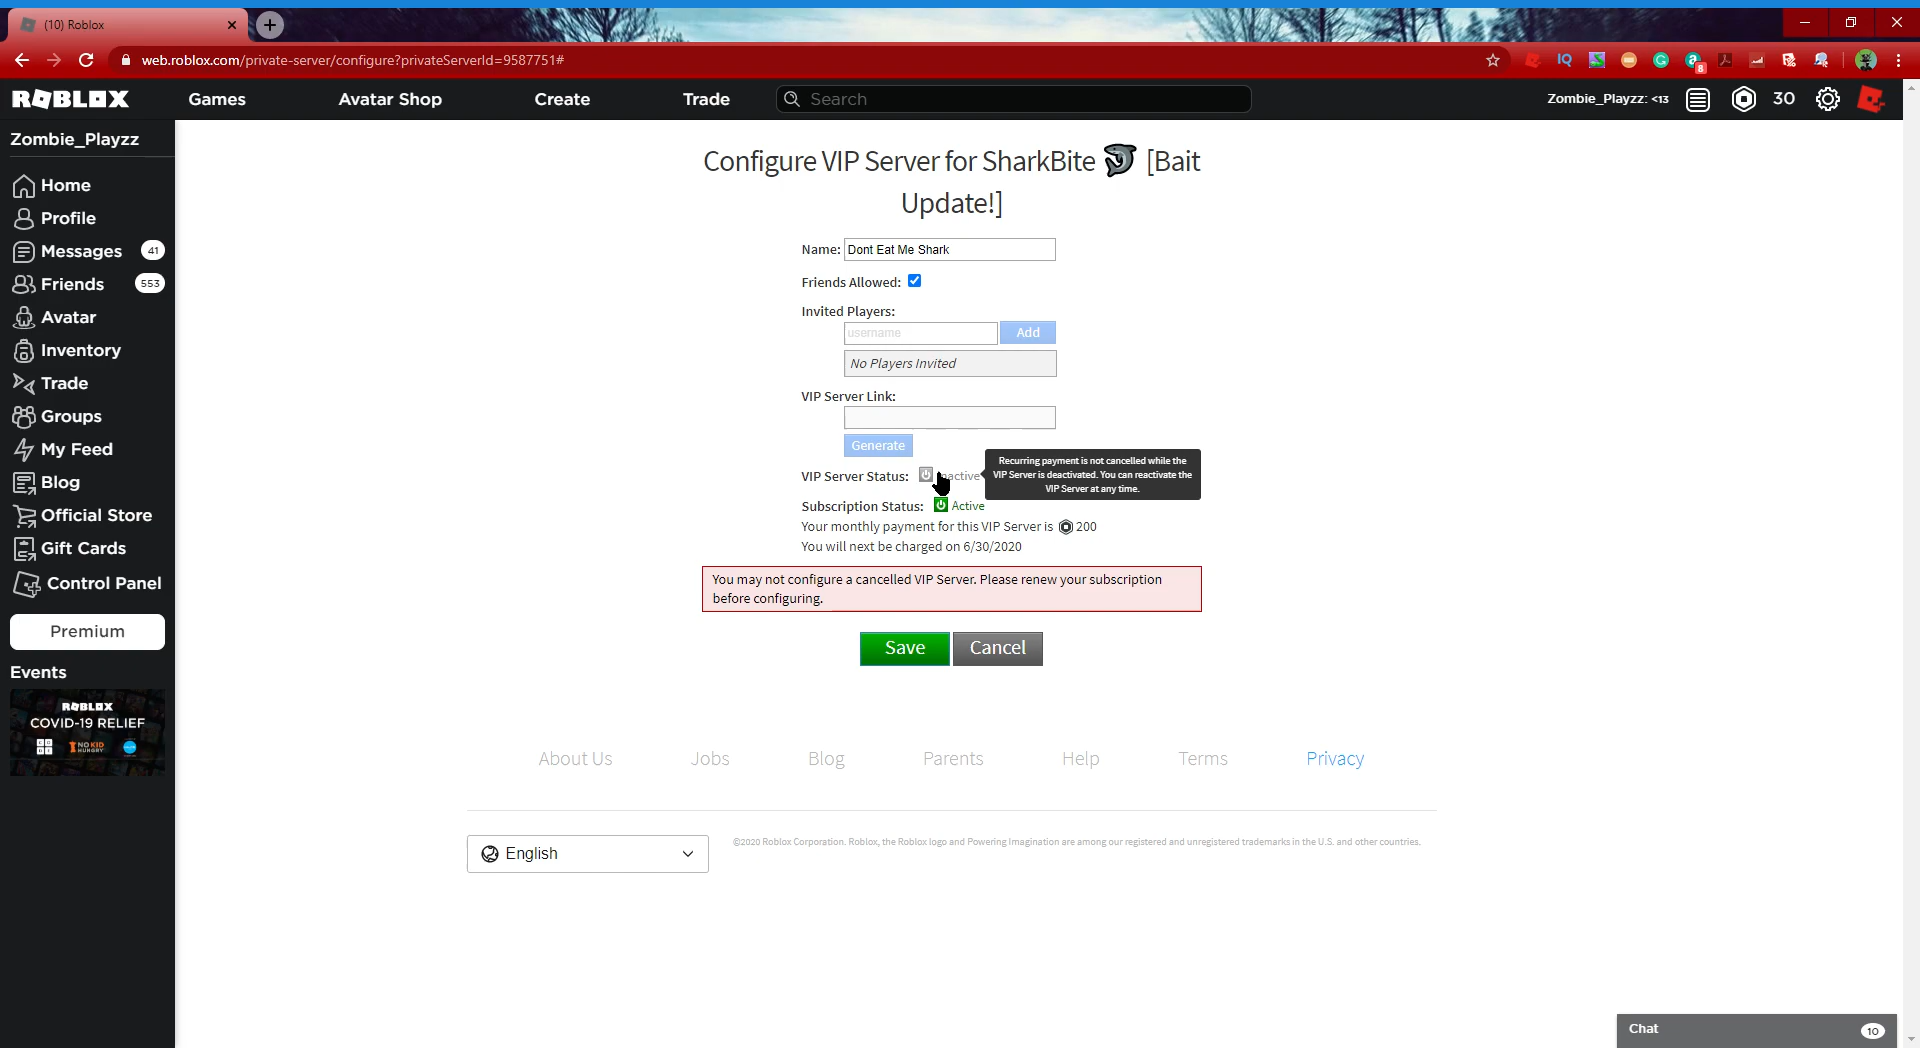 (10) Roblox
web.roblox.com/private-server/configure?privateServerId=9587751#
IQ
8
ROBLOX
Games
Avatar Shop
Create
Trade
Search
Zombie_Playzz: <13
30
Zombie_Playzz
Home
Profile
Messages 41
Friends 553
Avatar
Inventory
Trade
Groups
My Feed
Blog
Official Store
Gift Cards
Control Panel
Premium
Events
ROBLOX
COVID-19 RELIEF
NO KID
HUNGRY
Configure VIP Server for SharkBite [Bait
Update!]
Name: Dont Eat Me Shark
Friends Allowed:
Invited Players:
username Add
No Players Invited
VIP Server Link:
Generate
VIP Server Status:
Recurring payment is not cancelled while the
VIP Server is deactivated. You can reactivate the
VIP Server at any time.
Subscription Status: Active
Your monthly payment for this VIP Server is 200
You will next be charged on 6/30/2020
You may not configure a cancelled VIP Server. Please renew your subscription
before configuring.
Save Cancel
About Us
Jobs
Blog
Parents
Help
Terms
Privacy
English
©2020 Roblox Corporation. Roblox, the Roblox logo and Powering Imagination are among our registered and unregistered trademarks in the U.S. and other countries.
Chat 10